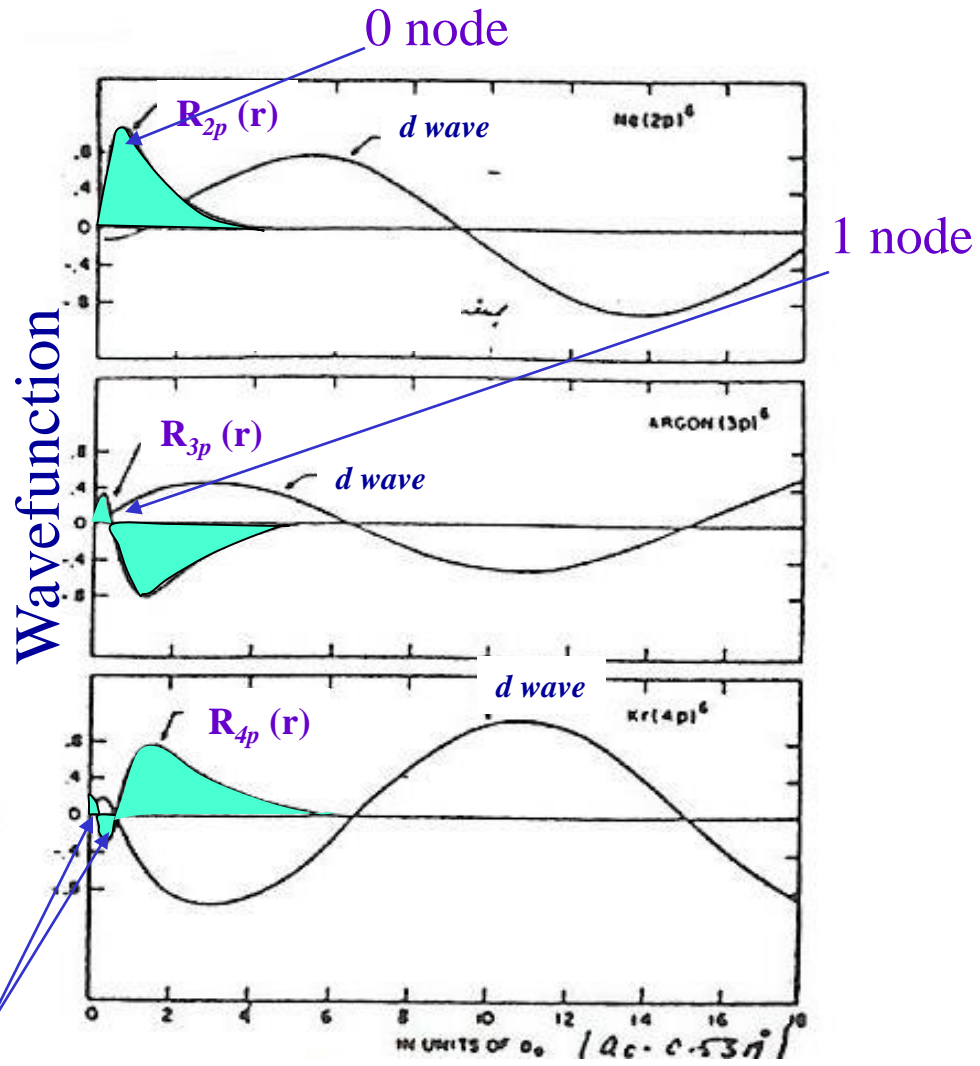 0 node
R2p (r)
d wave
Ne(2p)6
.8
.4
0
-.4
-.8
1 node
Wavefunction
R3p (r)
d wave
ARGON (3p)6
.8
.4
0
-.4
-.8
d wave
R4p (r)
Kr(4p)6
.8
.4
0
-.4
-.8
0 2 4 6 8 10 12 14 16 18
IN UNITS OF a0